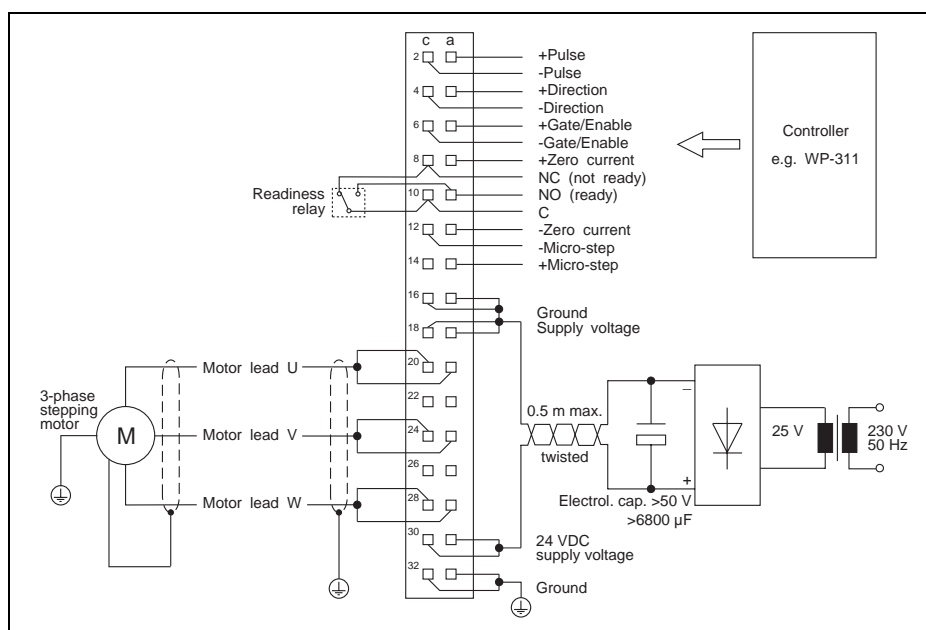 c a
2
+Pulse
-Pulse
4
+Direction
-Direction
6
+Gate/Enable
-Gate/Enable
8
+Zero current
NC (not ready)
10
NO (ready)
C
12
-Zero current
-Micro-step
14
+Micro-step
16
18
20
22
24
26
28
30
32
Controller
e.g. WP-311
Readiness
relay
Ground
Supply voltage
Motor lead U
3-phase
stepping
motor
M
Motor lead V
Motor lead W
0.5 m max.
twisted
–
+
25 V
230 V
50 Hz
Electrol. cap. >50 V
>6800 µF
24 VDC
supply voltage
Ground